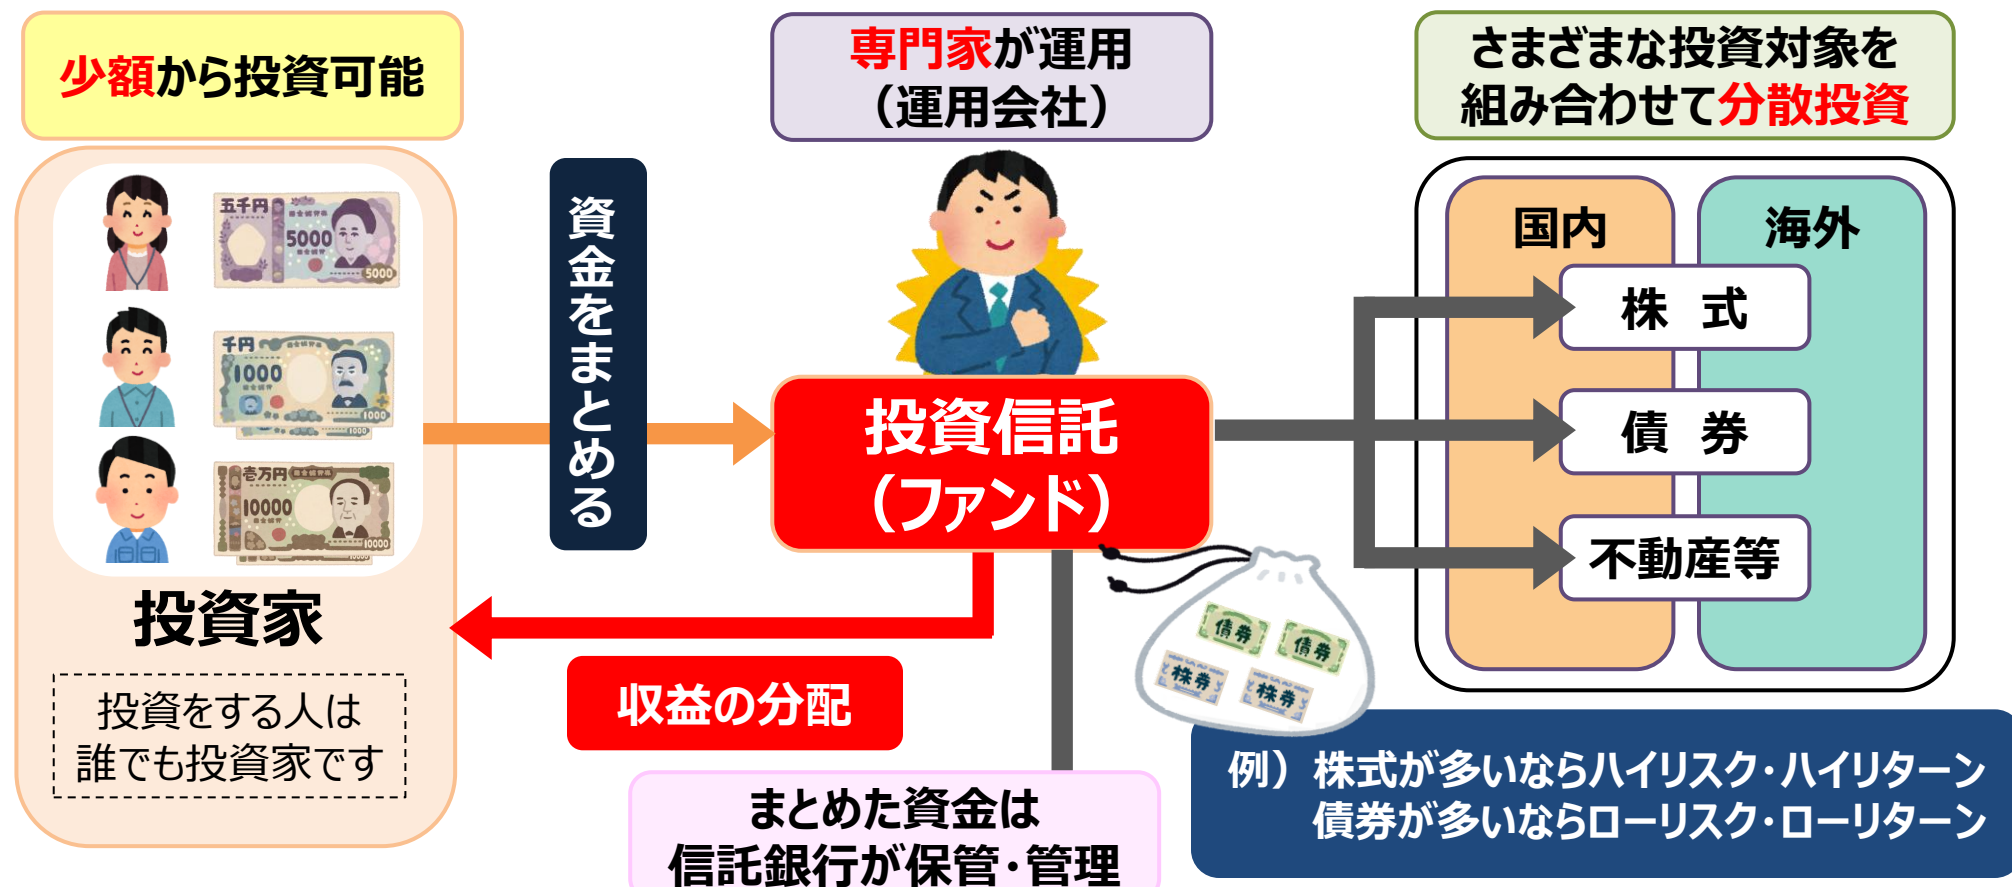 少額から投資可能
専門家が運用
（運用会社）
さまざまな投資対象を
組み合わせて分散投資
五千円
5000
5000
千円
1000
1000
壱万円
10000
10000
投資家
投資をする人は
誰でも投資家です
資金をまとめる
投資信託
（ファンド）
収益の分配
まとめた資金は
信託銀行が保管・管理
国内
海外
株 式
債 券
不動産等
債券
債券
株券
株券
例）株式が多いならハイリスク・ハイリターン
債券が多いならローリスク・ローリターン